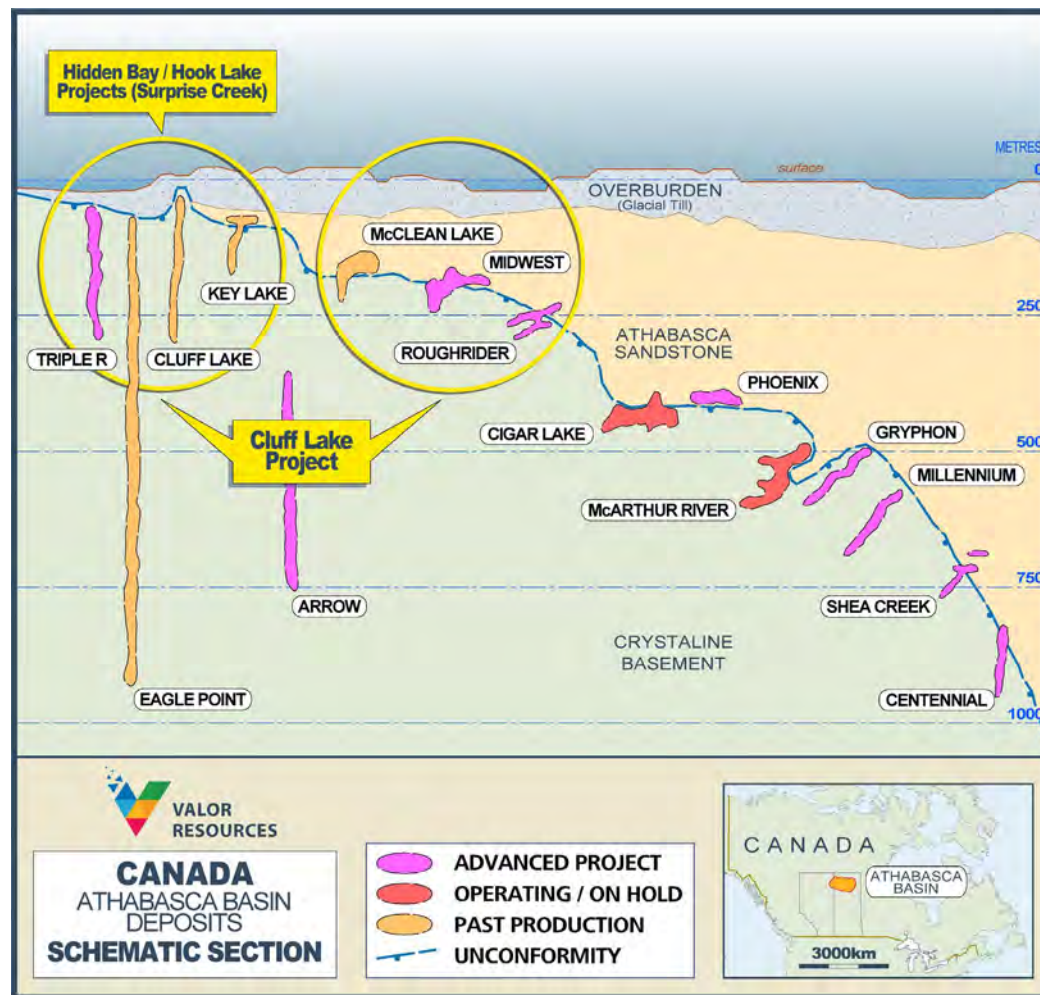 Hidden Bay / Hook Lake
Projects (Surprise Creek)
METRES
surface
0
OVERBURDEN
(Glacial Till)
McCLEAN LAKE
MIDWEST
KEY LAKE
250
ATHABASCA
SANDSTONE
TRIPLE R
CLUFF LAKE
ROUGHRIDER
PHOENIX
CIGAR LAKE
GRYPHON
Cluff Lake
Project
500
MILLENNIUM
McARTHUR RIVER
750
ARROW
SHEA CREEK
CRYSTALINE
BASEMENT
EAGLE POINT
CENTENNIAL
1000
VALOR
RESOURCES
CANADA
ATHABASCA BASIN
DEPOSITS
SCHEMATIC SECTION
ADVANCED PROJECT
OPERATING / ON HOLD
PAST PRODUCTION
UNCONFORMITY
CANADA
ATHABASCA
BASIN
3000km